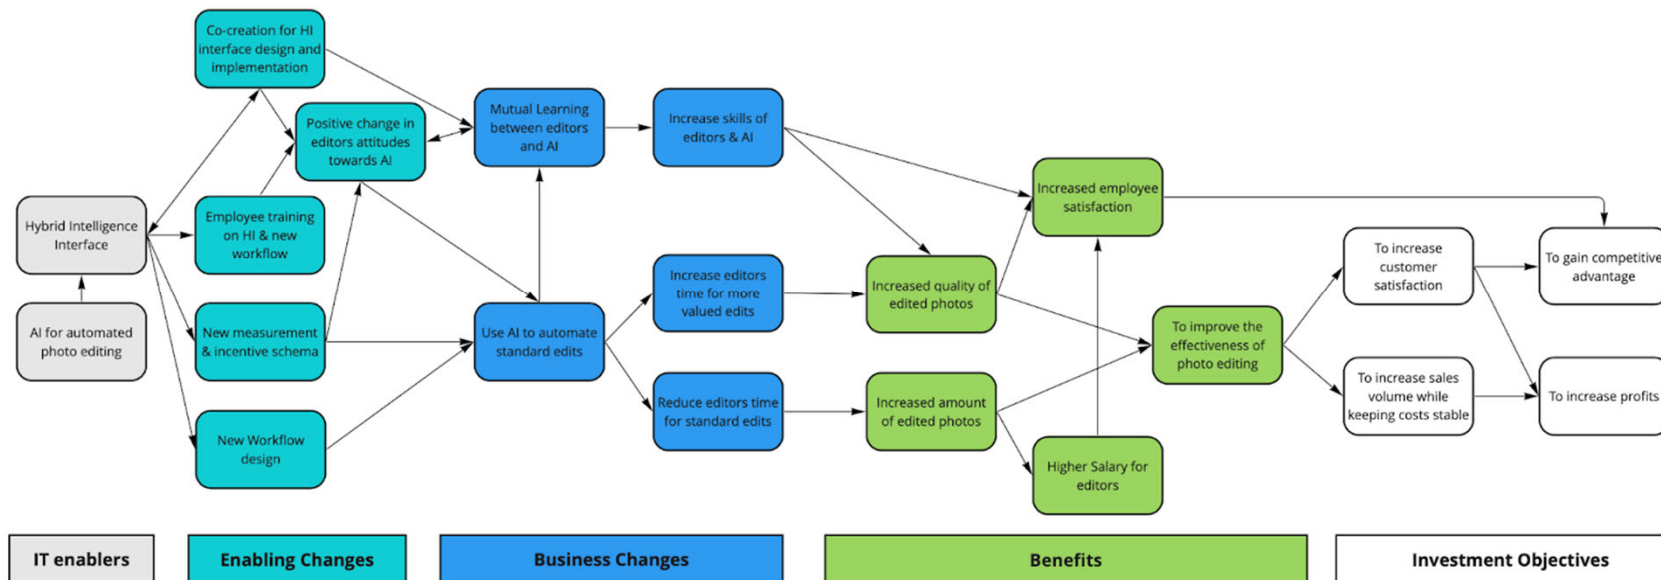 Co-creation for HI
interface design and
implementation
Positive change in
editors attitudes
towards AI
Mutual Learning
between editors
and AI
Increase skills of
editors & AI
Increased employee
satisfaction
Hybrid Intelligence
Interface
Employee training
on HI & new
workflow
Increase editors
time for more
valued edits
Increased quality of
edited photos
To increase
customer
satisfaction
To gain competitive
advantage
AI for automated
photo editing
New measurement
& incentive schema
Use AI to automate
standard edits
To improve the
effectiveness of
photo editing
Reduce editors time
for standard edits
Increased amount
of edited photos
To increase sales
volume while
keeping costs stable
To increase profits
New Workflow
design
Higher Salary for
editors
IT enablers
Enabling Changes
Business Changes
Benefits
Investment Objectives